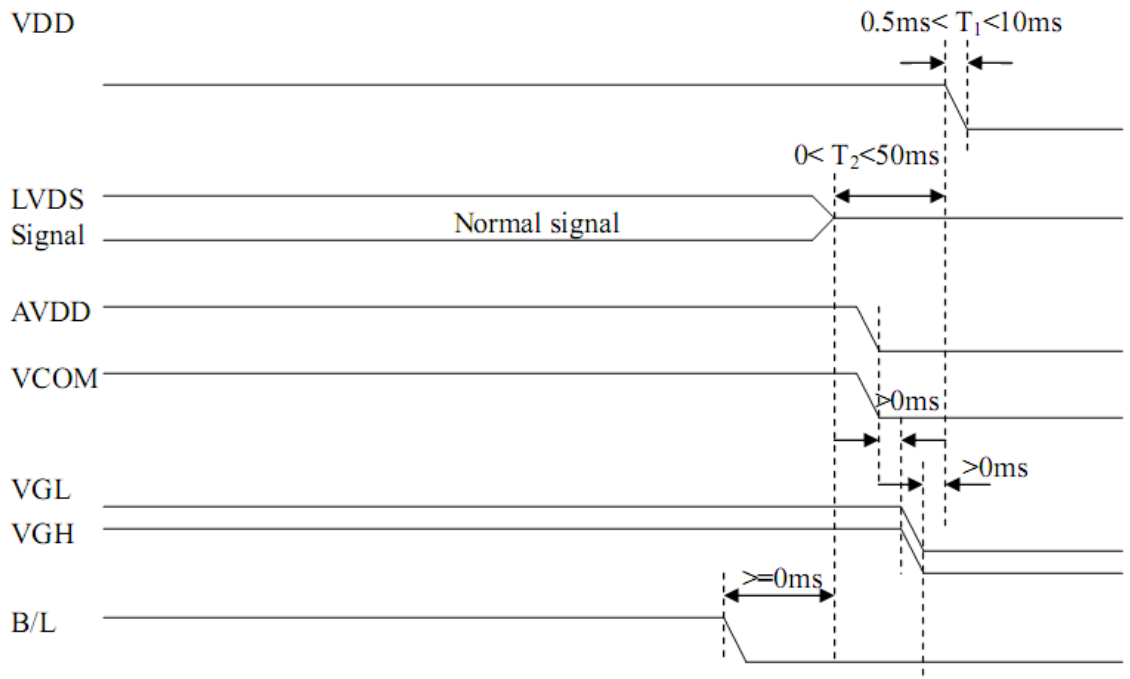 VDD
0.5ms< T₁<10ms
0< T₂<50ms
LVDS
Signal
Normal signal
AVDD
VCOM
>0ms
>0ms
VGL
VGH
>=0ms
B/L